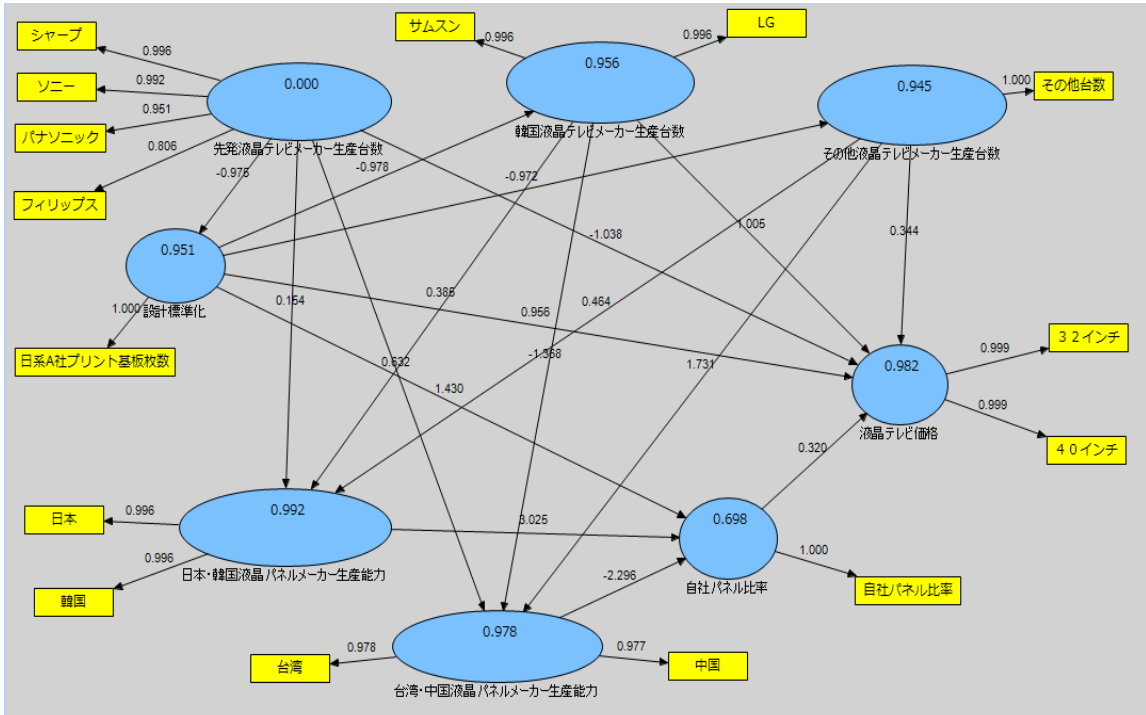 シャープ
0.996
ソニー
0.992
パナソニック
0.951
フィリップス
0.806
0.000
先発液晶テレビメーカー生産台数
サムスン
0.996
LG
0.996
0.956
韓国液晶テレビメーカー生産台数
0.945
その他液晶テレビメーカー生産台数
1.000
その他台数
-0.975
-0.978
-0.972
-1.038
1.005
0.344
0.951
設計標準化
1.000
日系A社プリント基板枚数
0.154
0.385
0.956
0.464
0.632
-1.368
1.430
1.731
0.982
液晶テレビ価格
0.999
32インチ
0.999
40インチ
0.320
0.992
日本・韓国液晶パネルメーカー生産能力
0.996
日本
0.996
韓国
3.025
0.698
自社パネル比率
1.000
自社パネル比率
-2.296
0.978
台湾・中国液晶パネルメーカー生産能力
0.978
台湾
0.977
中国